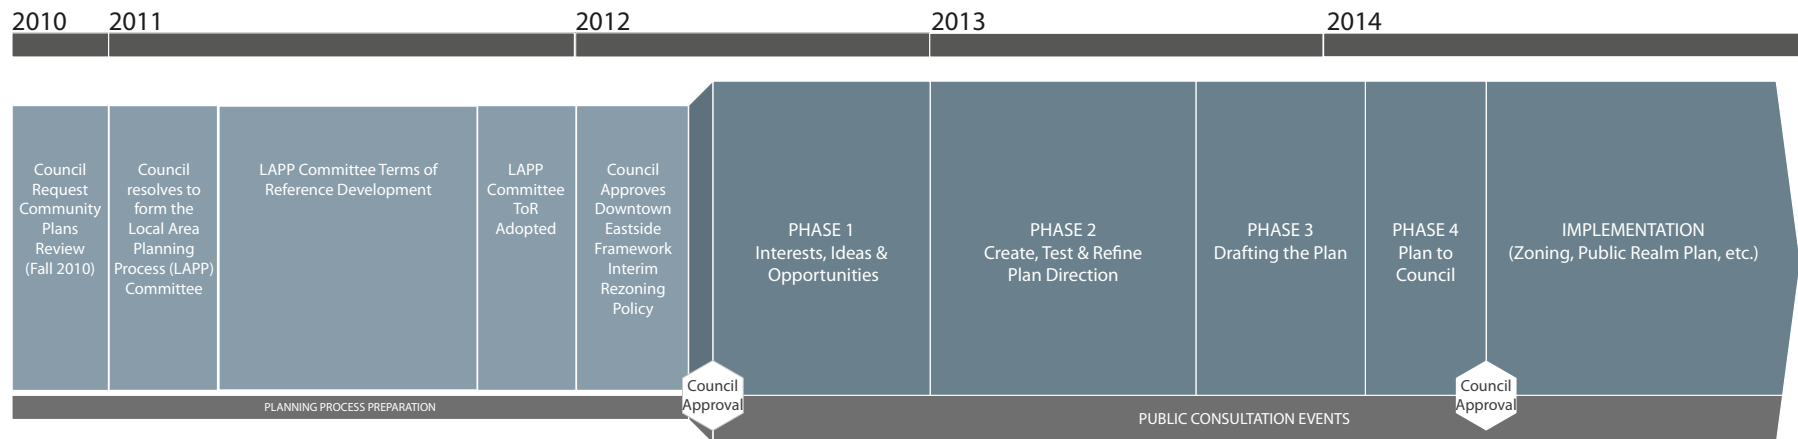 2010
2011
2012
2013
2014
Council
Request
Community
Plans
Review
(Fall 2010)
Council
resolves to
form the
Local Area
Planning
Process (LAPP)
Committee
LAPP Committee Terms of
Reference Development
LAPP
Committee
ToR
Adopted
Council
Approves
Downtown
Eastside
Framework
Interim
Rezoning
Policy
PHASE 1
Interests, Ideas &
Opportunities
PHASE 2
Create, Test & Refine
Plan Direction
PHASE 3
Drafting the Plan
PHASE 4
Plan to
Council
IMPLEMENTATION
(Zoning, Public Realm Plan, etc.)
Council
Approval
Council
Approval
PLANNING PROCESS PREPARATION
PUBLIC CONSULTATION EVENTS